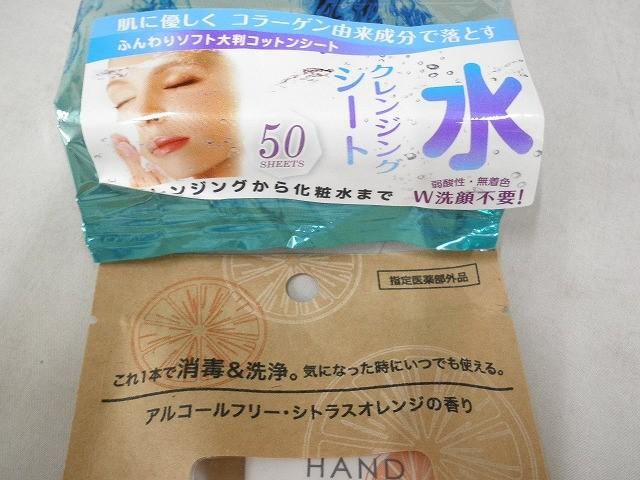 肌に優しく コラーゲン由来成分で落とす
ふんわりソフト大判コットンシート
水
クレンジング
シート
50
SHEETS
弱酸性・無着色
W洗顔不要!
レンジングから化粧水まで
指定医薬部外品
これ1本で消毒&洗浄。気になった時にいつでも使える。
アルコールフリー・シトラスオレンジの香り
HAND